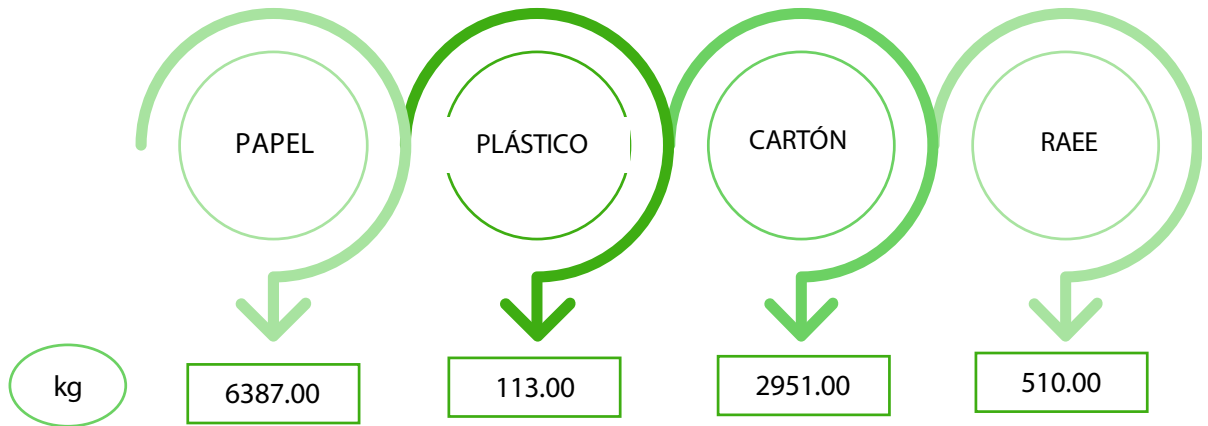 PAPEL
PLÁSTICO
CARTÓN
RAEE
kg
6387.00
113.00
2951.00
510.00